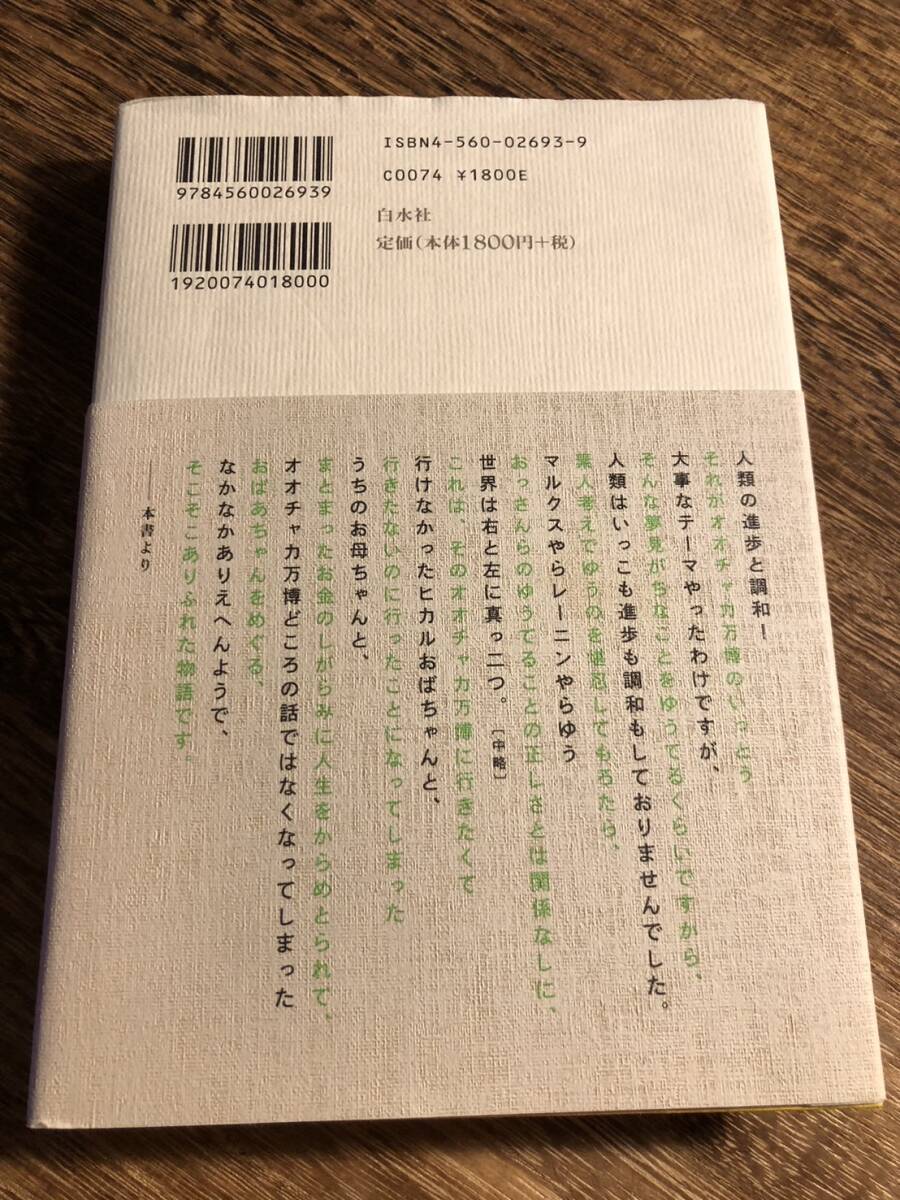 9784560026939
1920074018000
ISBN4-560-02693-9
C0074 ¥1800E
白水社
定価(本体1800円+税)
人類の進歩と調和!
それがオオチャカ万博のいっとう
大事なテーマやったわけですが、
そんな夢見がちなことをゆうてるくらいですから、
人類はいっこも進歩も調和もしておりませんでした。
素人考えでゆうのを堪忍してもろたら、
マルクスやらレーニンやらゆう
おっさんらのゆうてることの正しさとは関係なしに、
世界は右と左に真っ二つ。[中略]
これは、そのオオチャカ万博に行きたくて
行けなかったヒカルおばちゃんと、
行きたないのに行ったことになってしまった
うちのお母ちゃんと、
まとまったお金のしがらみに人生をからめとられて、
オオチャカ万博どころの話ではなくなってしまった
おばあちゃんをめぐる、
なかなかありえへんようで、
そこそこありふれた物語です。
——本書より